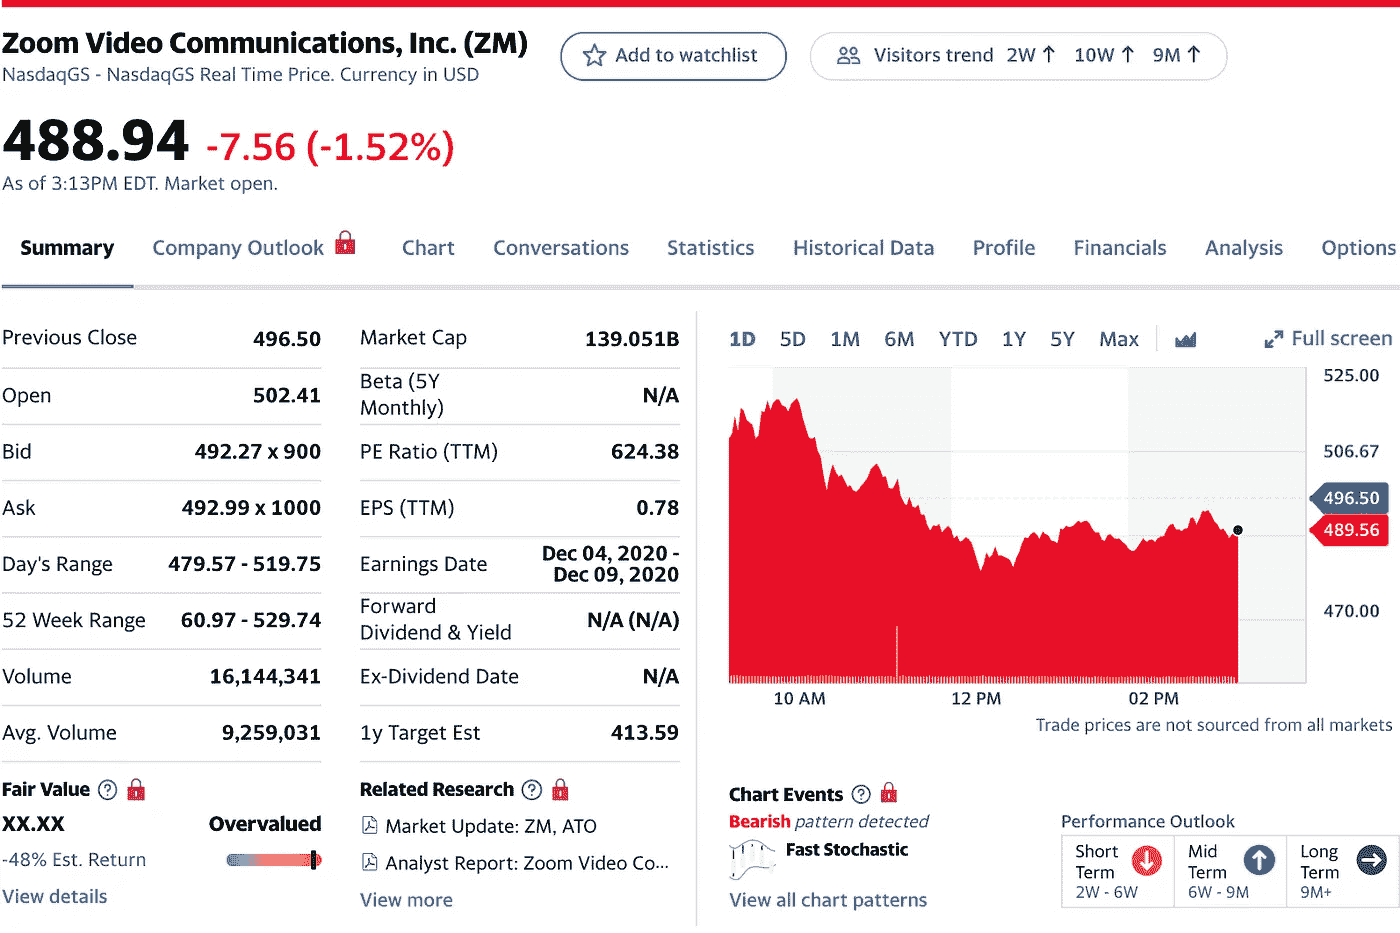 Zoom Video Communications, Inc. (ZM)
NasdaqGS - NasdaqGS Real Time Price. Currency in USD
Add to watchlist
Visitors trend 2W↑ 10W↑ 9M↑
488.94 -7.56 (-1.52%)
As of 3:13PM EDT. Market open.
Summary Company Outlook Chart Conversations Statistics Historical Data Profile Financials Analysis Options
Previous Close 496.50
Open 502.41
Bid 492.27 x 900
Ask 492.99 x 1000
Day's Range 479.57 - 519.75
52 Week Range 60.97 - 529.74
Volume 16,144,341
Avg. Volume 9,259,031
Market Cap 139.051B
Beta (5Y
Monthly) N/A
PE Ratio (TTM) 624.38
EPS (TTM) 0.78
Earnings Date Dec 04, 2020 -
Dec 09, 2020
Forward
Dividend & Yield N/A (N/A)
Ex-Dividend Date N/A
1y Target Est 413.59
1D 5D 1M 6M YTD 1Y 5Y Max Full screen
525.00
506.67
496.50
489.56
470.00
10 AM 12 PM 02 PM
Trade prices are not sourced from all markets
Fair Value ?
XX.XX Overvalued
-48% Est. Return
View details
Related Research ?
Market Update: ZM, ATO
Analyst Report: Zoom Video Co...
View more
Chart Events ?
Bearish pattern detected
Fast Stochastic
View all chart patterns
Performance Outlook
Short
Term
2W - 6W
Mid
Term
6W - 9M
Long
Term
9M+